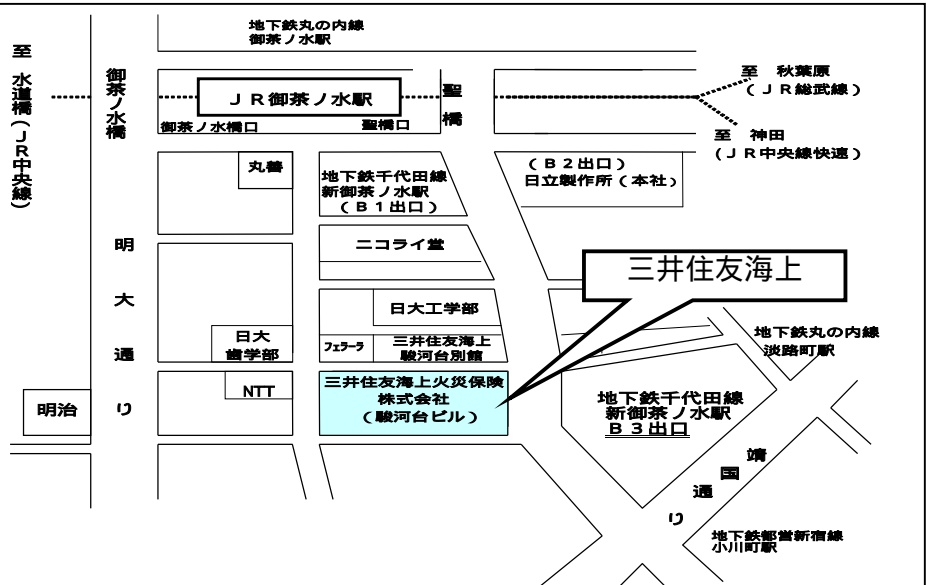 地下鉄丸の内線
御茶ノ水駅
至 水道橋(JR中央線)
御茶ノ水橋
JR御茶ノ水駅
聖橋
御茶ノ水橋口
聖橋口
至 秋葉原
(JR総武線)
至 神田
(JR中央線快速)
丸善
地下鉄千代田線
新御茶ノ水駅
(B1出口)
(B2出口)
日立製作所(本社)
ニコライ堂
三井住友海上
明大通り
日大工学部
日大
歯学部
フェラーラ
三井住友海上
駿河台別館
地下鉄丸の内線
淡路町駅
NTT
三井住友海上火災保険
株式会社
(駿河台ビル)
明治
地下鉄千代田線
新御茶ノ水駅
B3出口
靖国通り
地下鉄都営新宿線
小川町駅